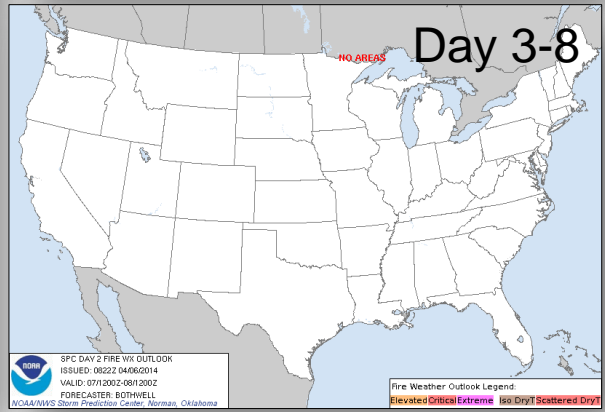 Day 3-8
NO AREAS
NOAA
SPC DAY 2 FIRE WX OUTLOOK
ISSUED: 0822Z 04/06/2014
VALID: 07/1200Z-08/1200Z
FORECASTER: BOTHWELL
NOAA/NWS Storm Prediction Center, Norman, Oklahoma
Fire Weather Outlook Legend:
Elevated Critical Extreme Iso DryT Scattered DryT